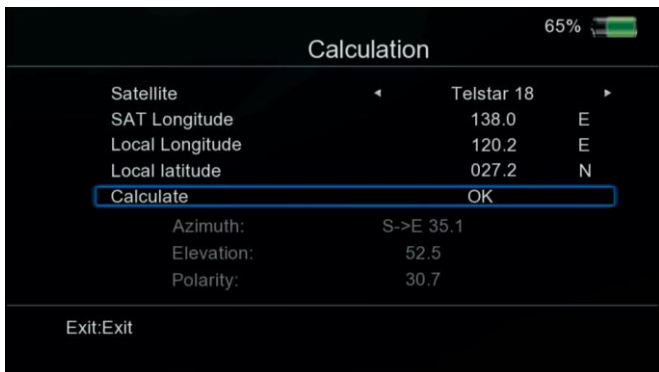 65%
Calculation
Satellite ◄ Telstar 18 ►
SAT Longitude 138.0 E
Local Longitude 120.2 E
Local latitude 027.2 N
Calculate OK
Azimuth: S->E 35.1
Elevation: 52.5
Polarity: 30.7
Exit:Exit